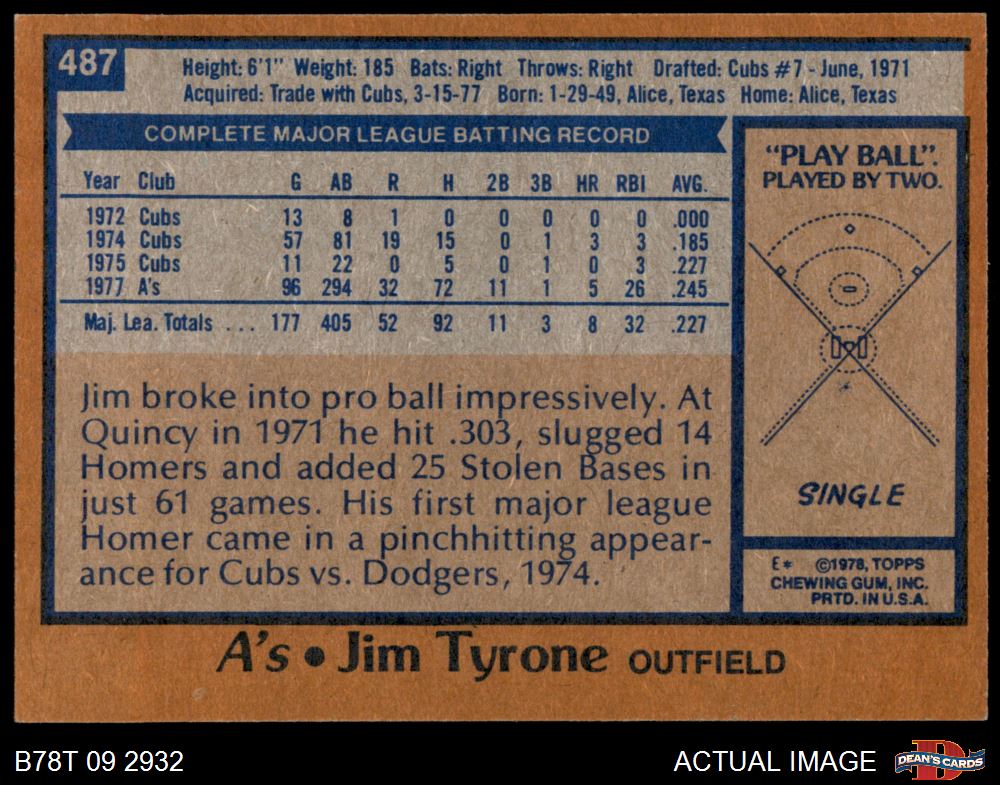 487
Height: 6'1" Weight: 185 Bats: Right Throws: Right Drafted: Cubs #7 - June, 1971
Acquired: Trade with Cubs, 3-15-77 Born: 1-29-49, Alice, Texas Home: Alice, Texas
COMPLETE MAJOR LEAGUE BATTING RECORD
Year Club G AB R H 2B 3B HR RBI AVG.
1972 Cubs 13 8 1 0 0 0 0 0 .000
1974 Cubs 57 81 19 15 0 1 3 3 .185
1975 Cubs 11 22 0 5 0 1 0 3 .227
1977 A's 96 294 32 72 11 1 5 26 .245
Maj. Lea. Totals . . . 177 405 52 92 11 3 8 32 .227
Jim broke into pro ball impressively. At
Quincy in 1971 he hit .303, slugged 14
Homers and added 25 Stolen Bases in
just 61 games. His first major league
Homer came in a pinchhitting appear-
ance for Cubs vs. Dodgers, 1974.
"PLAY BALL".
PLAYED BY TWO.
SINGLE
E* ©1978, TOPPS
CHEWING GUM, INC.
PRTD. IN U.S.A.
A's • Jim Tyrone OUTFIELD
B78T 09 2932
ACTUAL IMAGE
D
DEAN'S CARDS